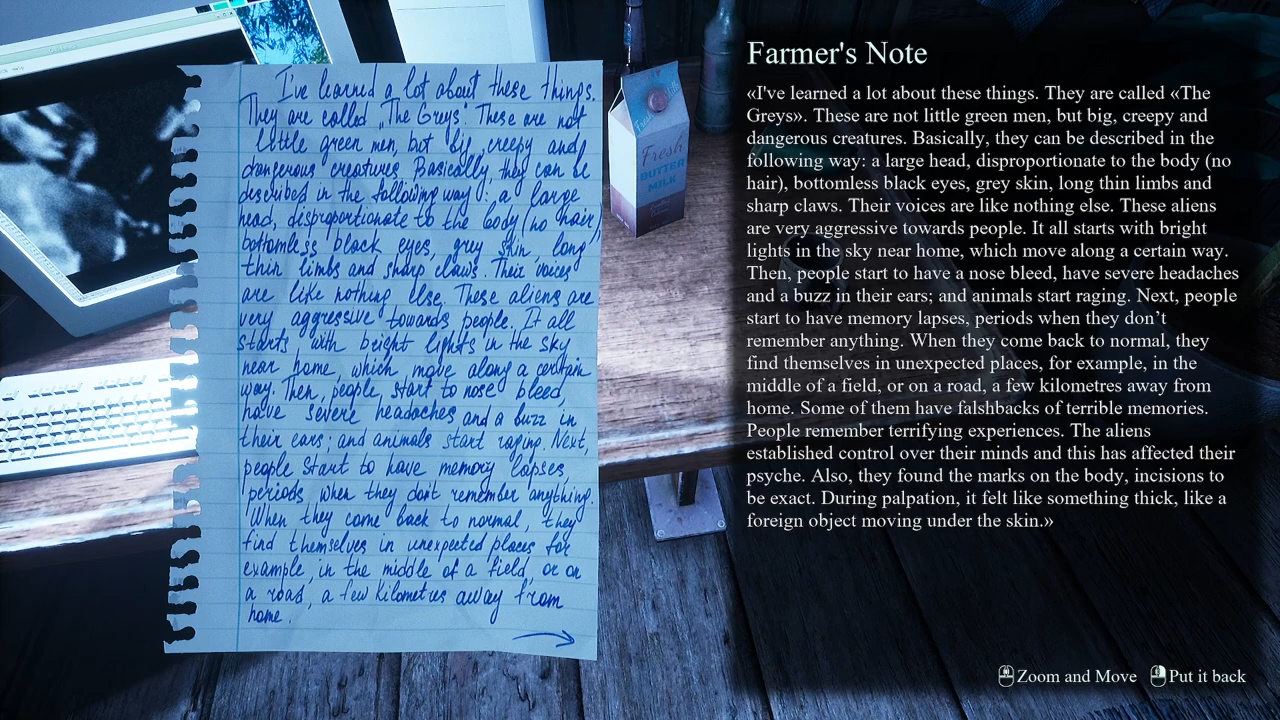 I've learned a lot about these things.
They are called „The Greys". These are not
little green men, but big, creepy and
dangerous creatures. Basically, they can be
described in the following way: a large
head, disproportionate to the body (no hair),
bottomless black eyes, grey skin, long
thin limbs and sharp claws. Their voices
are like nothing else. These aliens are
very aggressive towards people. It all
starts with bright lights in the sky
near home, which move along a certain
way. Then, people start to nose bleed,
have severe headaches and a buzz in
their ears; and animals start raging. Next,
people start to have memory lapses,
periods when they don't remember anything.
When they come back to normal, they
find themselves in unexpected places for
example, in the middle of a field, or on
a road, a few kilometres away from
home.
Fresh
BUTTER
MILK
Farmer's Note
«I've learned a lot about these things. They are called «The
Greys». These are not little green men, but big, creepy and
dangerous creatures. Basically, they can be described in the
following way: a large head, disproportionate to the body (no
hair), bottomless black eyes, grey skin, long thin limbs and
sharp claws. Their voices are like nothing else. These aliens
are very aggressive towards people. It all starts with bright
lights in the sky near home, which move along a certain way.
Then, people start to have a nose bleed, have severe headaches
and a buzz in their ears; and animals start raging. Next, people
start to have memory lapses, periods when they don't
remember anything. When they come back to normal, they
find themselves in unexpected places, for example, in the
middle of a field, or on a road, a few kilometres away from
home. Some of them have falshbacks of terrible memories.
People remember terrifying experiences. The aliens
established control over their minds and this has affected their
psyche. Also, they found the marks on the body, incisions to
be exact. During palpation, it felt like something thick, like a
foreign object moving under the skin.»
Zoom and Move Put it back